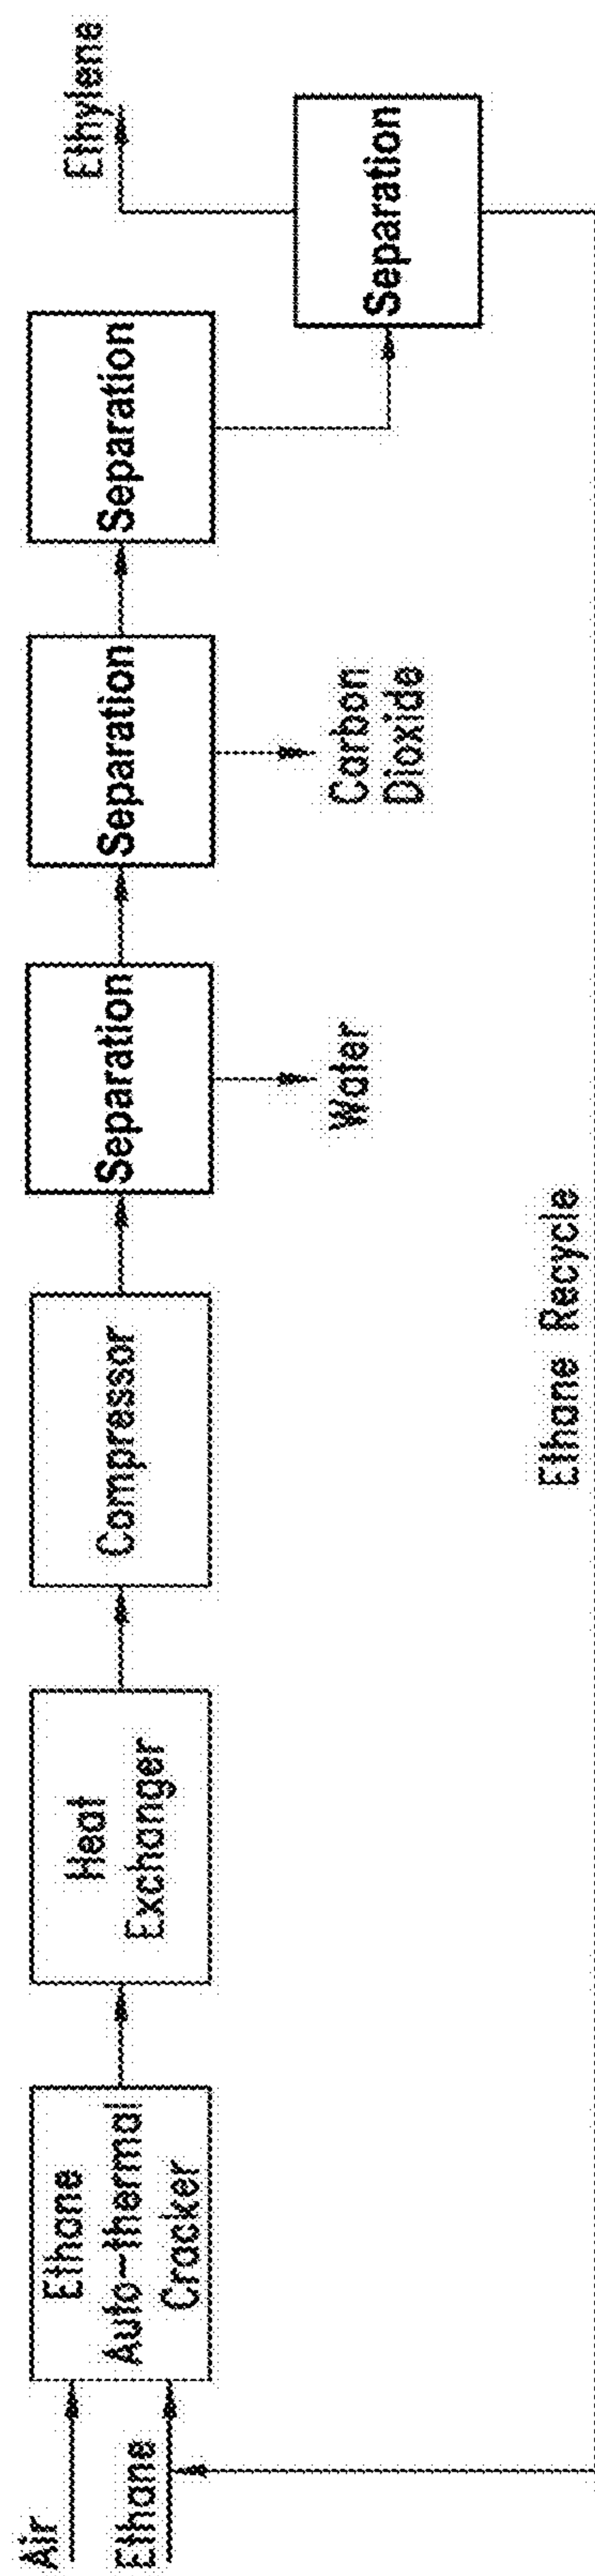 Air
Ethane
Ethane
Auto-thermal
Cracker
Heat
Exchanger
Compressor
Separation
Water
Separation
Carbon
Dioxide
Separation
Separation
Ethylene
Ethane Recycle